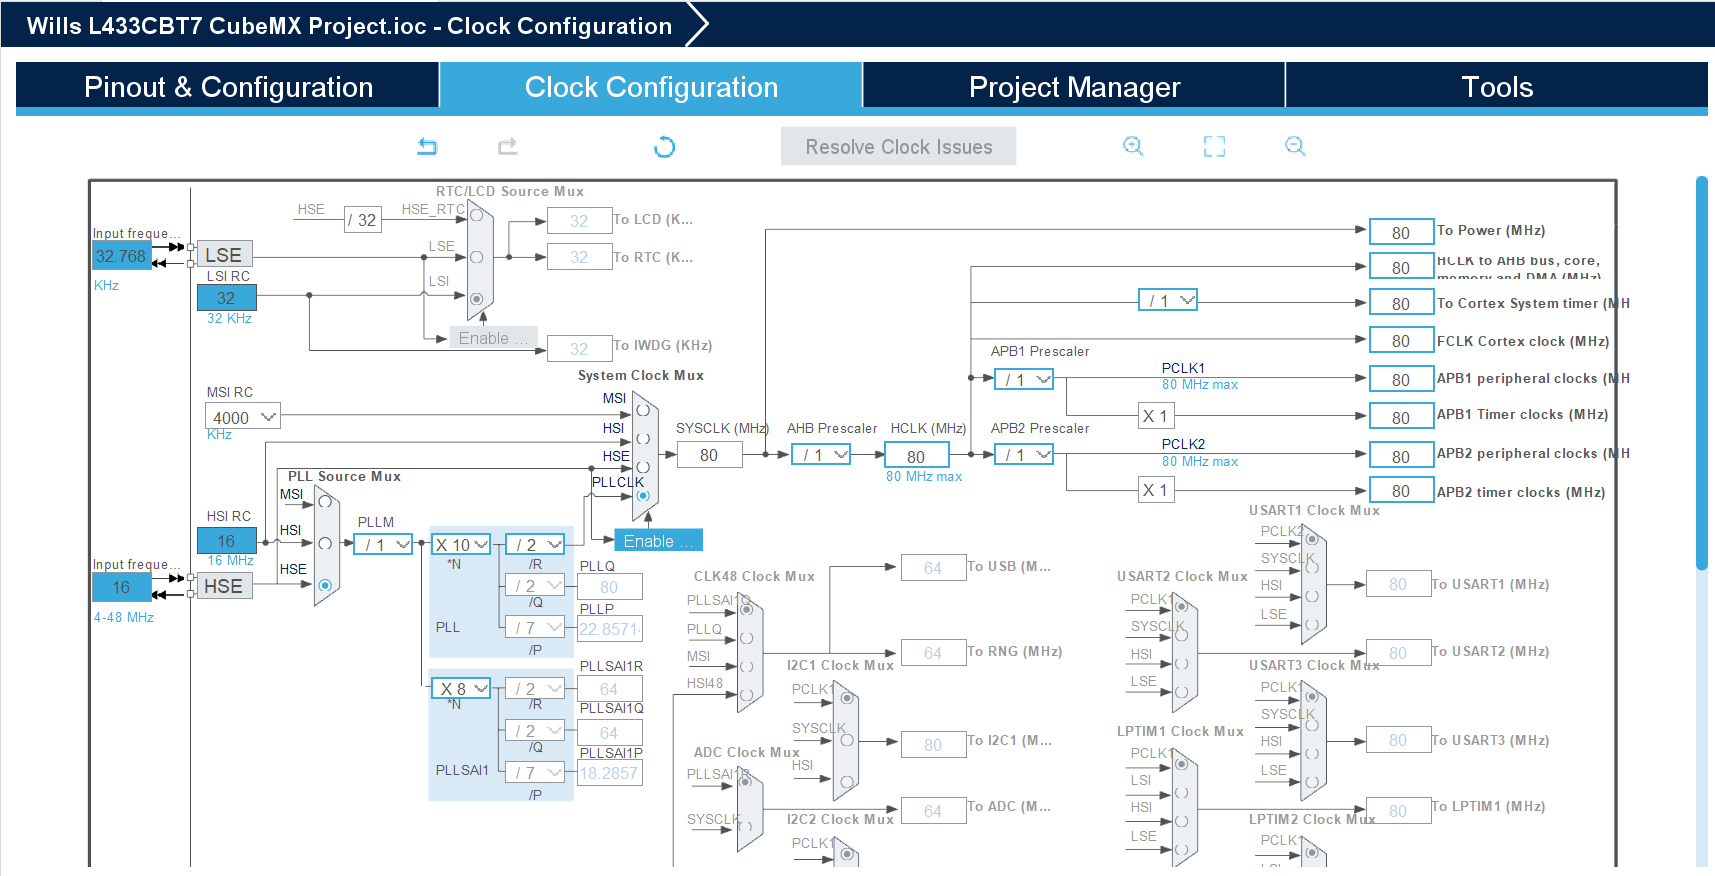 Wills L433CBT7 CubeMX Project.ioc - Clock Configuration
Pinout & Configuration
Clock Configuration
Project Manager
Tools
Resolve Clock Issues
RTC/LCD Source Mux
HSE
/ 32
HSE_RTC
32
To LCD (K...
Input freque...
32.768
KHz
LSE
LSE
32
To RTC (K...
LSI RC
32
32 KHz
LSI
Enable ...
32
To IWDG (KHz)
80
To Power (MHz)
80
HCLK to AHB bus, core,
memory and DMA (MHz)
/ 1
80
To Cortex System timer (MH
80
FCLK Cortex clock (MHz)
System Clock Mux
MSI RC
4000
KHz
MSI
HSI
HSE
PLLCLK
Enable ...
SYSCLK (MHz)
80
AHB Prescaler
/ 1
HCLK (MHz)
80
80 MHz max
APB1 Prescaler
/ 1
PCLK1
80 MHz max
80
APB1 peripheral clocks (MH
X 1
80
APB1 Timer clocks (MHz)
APB2 Prescaler
/ 1
PCLK2
80 MHz max
80
APB2 peripheral clocks (MH
X 1
80
APB2 timer clocks (MHz)
PLL Source Mux
MSI
HSI
HSE
HSI RC
16
16 MHz
Input freque...
16
4-48 MHz
HSE
PLLM
/ 1
X 10
*N
/ 2
/R
PLLQ
/ 2
80
/Q
PLLP
PLL
/ 7
22.8571
/P
PLLSAI1R
X 8
*N
/ 2
64
/R
PLLSAI1Q
/ 2
64
/Q
PLLSAI1P
PLLSAI1
/ 7
18.2857
/P
CLK48 Clock Mux
PLLSAI1Q
PLLQ
MSI
HSI48
64
To USB (M...
64
To RNG (MHz)
I2C1 Clock Mux
PCLK1
SYSCLK
HSI
80
To I2C1 (M...
ADC Clock Mux
PLLSAI1R
SYSCLK
64
To ADC (M...
I2C2 Clock Mux
PCLK1
USART1 Clock Mux
PCLK2
SYSCLK
HSI
LSE
80
To USART1 (MHz)
USART2 Clock Mux
PCLK1
SYSCLK
HSI
LSE
80
To USART2 (MHz)
USART3 Clock Mux
PCLK1
SYSCLK
HSI
LSE
80
To USART3 (MHz)
LPTIM1 Clock Mux
PCLK1
LSI
HSI
LSE
80
To LPTIM1 (MHz)
LPTIM2 Clock Mux
PCLK1